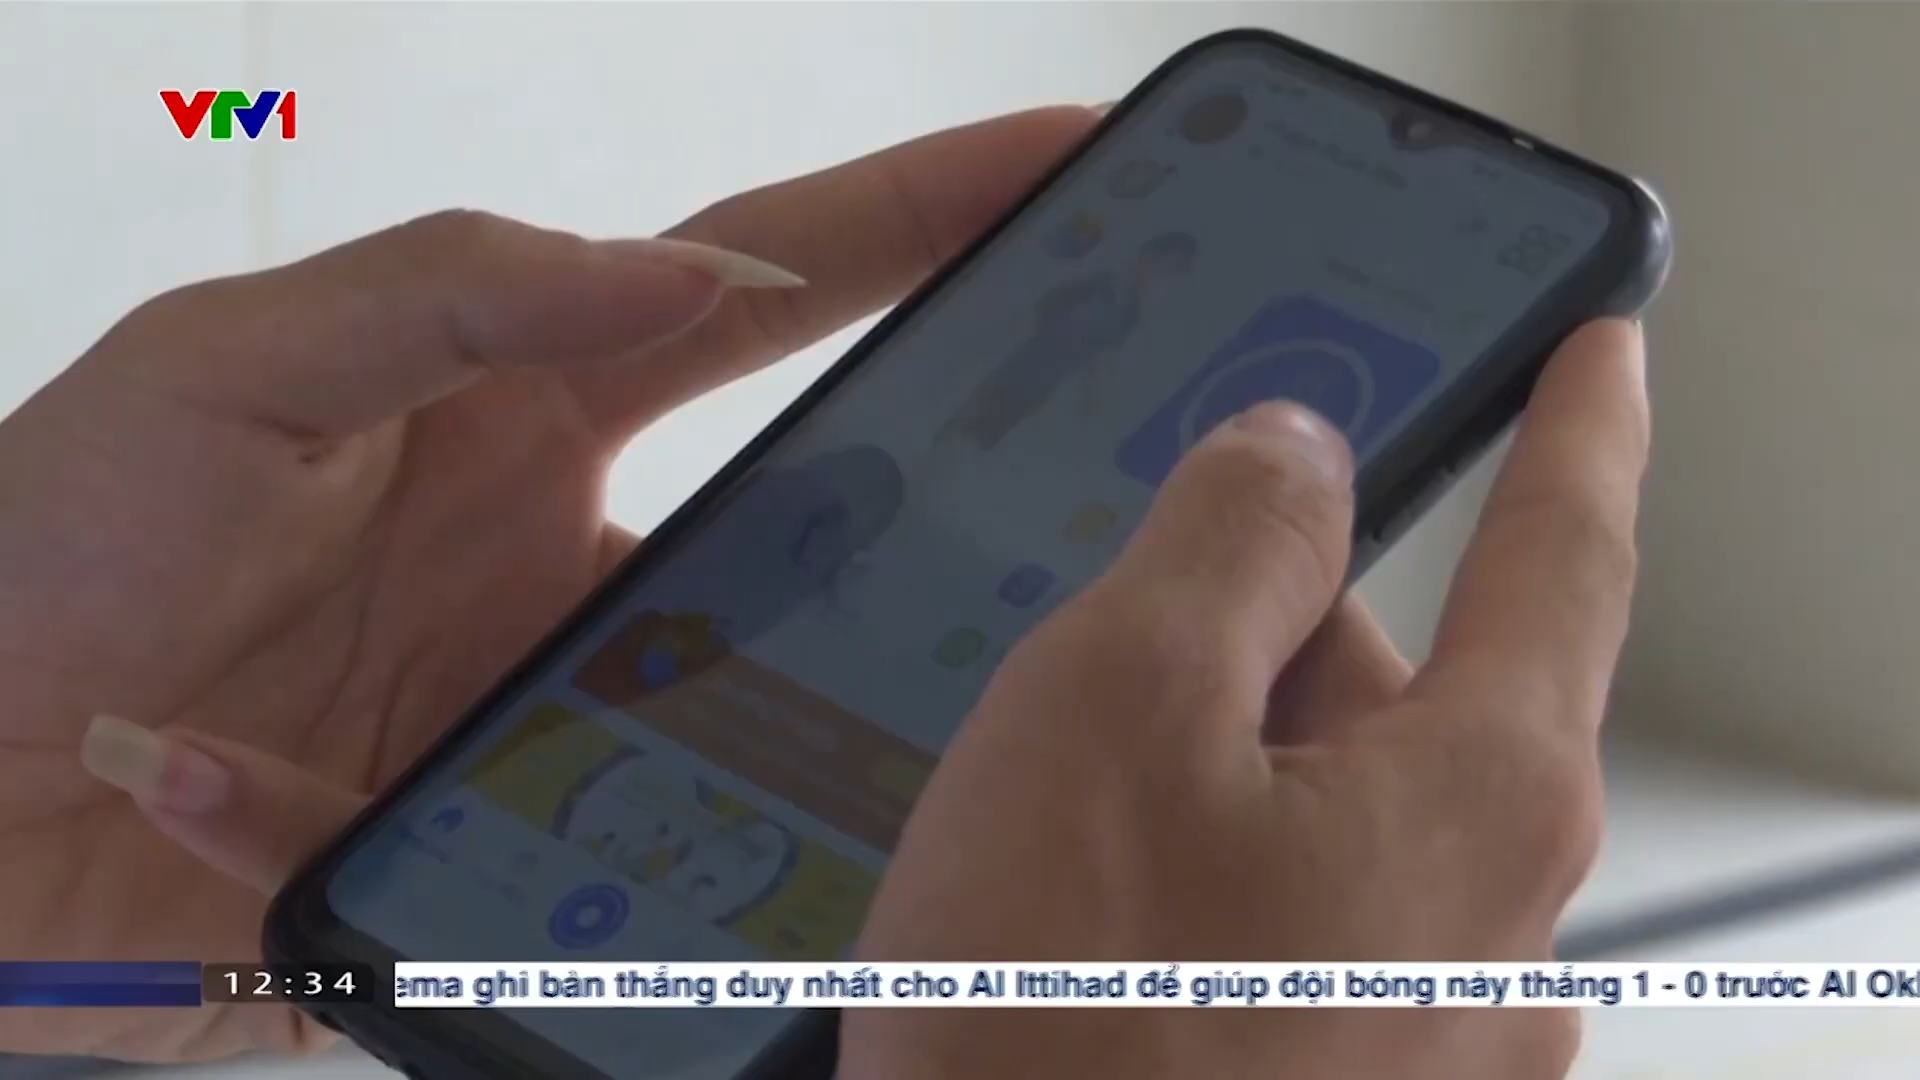 VTV1
12:34
ema ghi bàn thắng duy nhất cho Al Ittihad để giúp đội bóng này thắng 1 - 0 trước Al Ok